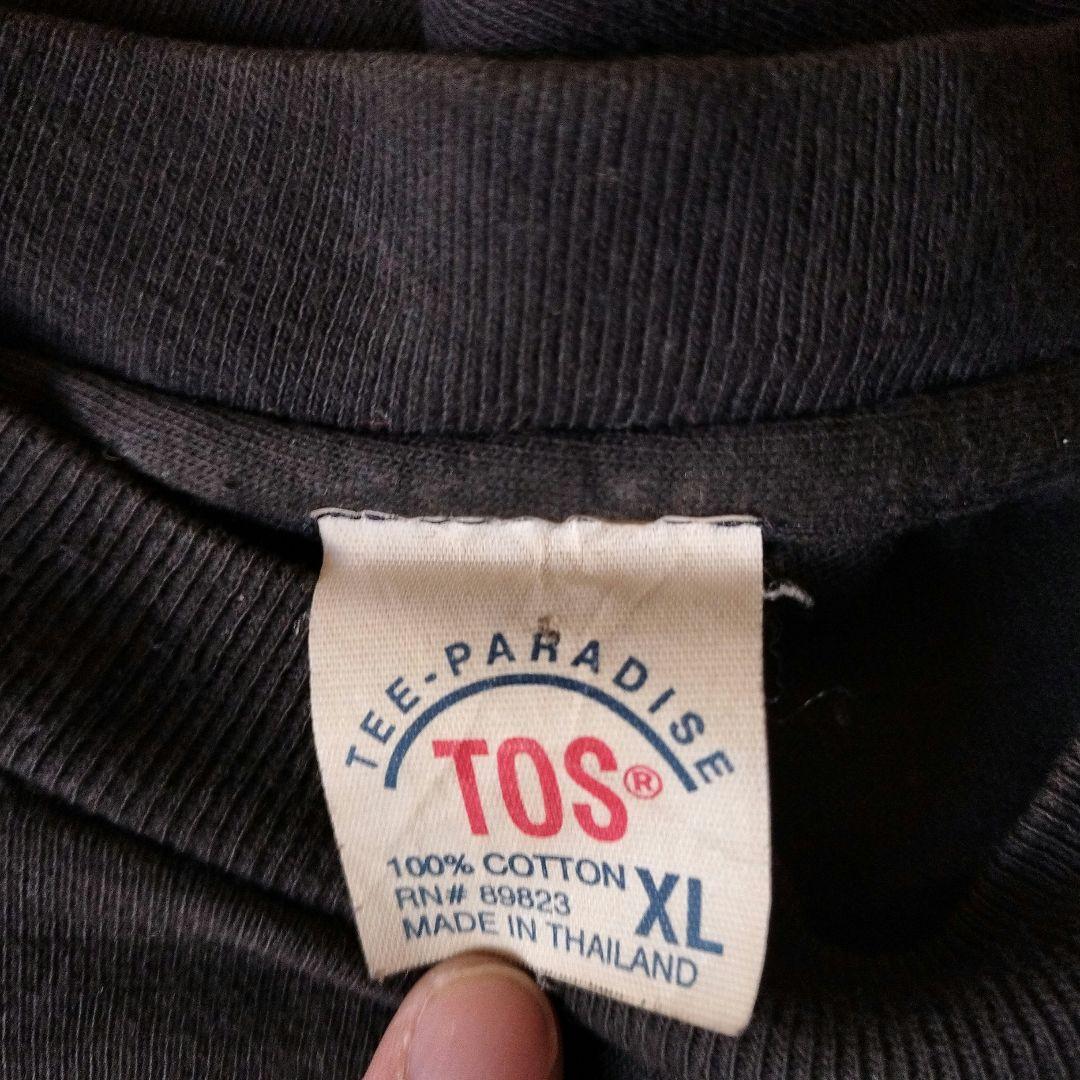 TEE-PARADISE
TOS®
100% COTTON
RN# 89823
MADE IN THAILAND
XL